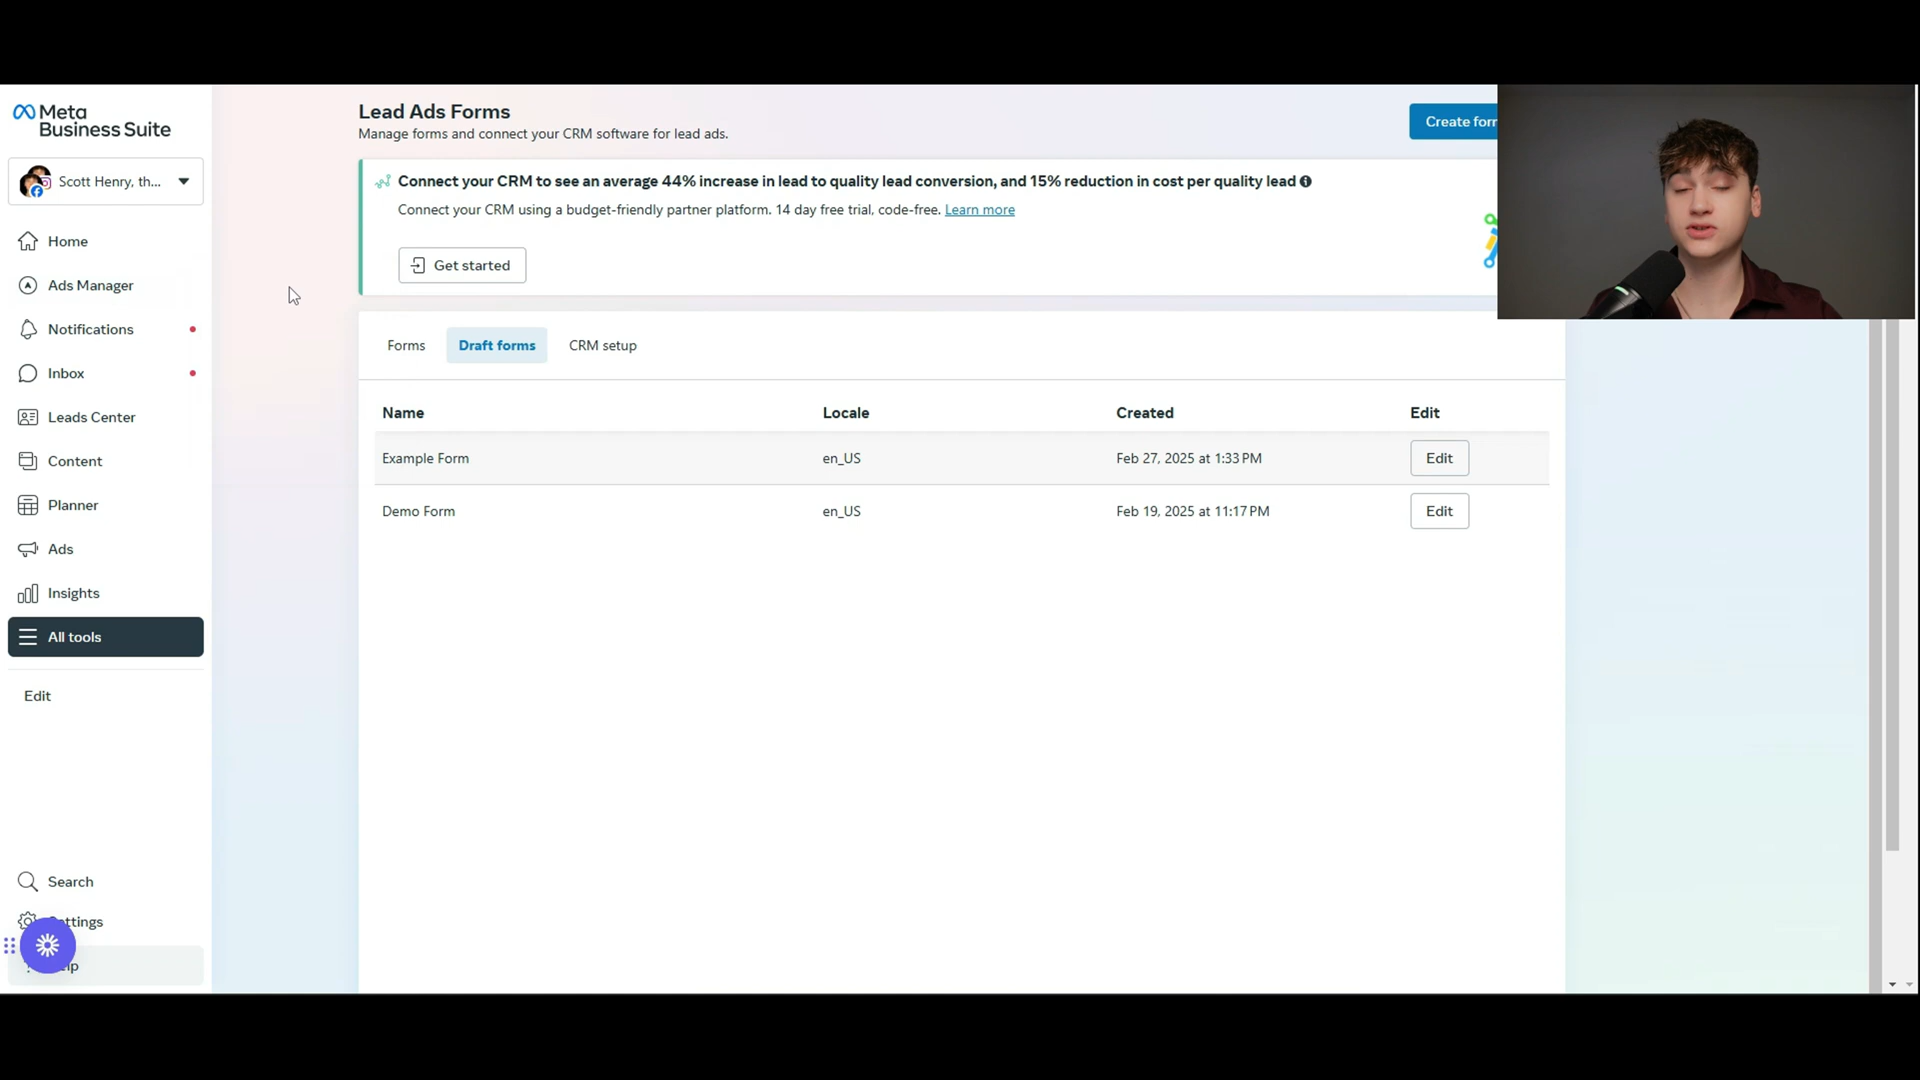 Meta
Business Suite
Scott Henry, th...
Home
Ads Manager
Notifications
Inbox
Leads Center
Content
Planner
Ads
Insights
All tools
Edit
Search
Lead Ads Forms
Manage forms and connect your CRM software for lead ads.
Create
Connect your CRM to see an average 44% increase in lead to quality lead conversion, and 15% reduction in cost per quality lead
Connect your CRM using a budget-friendly partner platform. 14 day free trial, code-free. Learn more
Get started
Forms Draft forms CRM setup
Name Locale Created Edit
Example Form en_US Feb 27, 2025 at 1:33 PM Edit
Demo Form en_US Feb 19, 2025 at 11:17 PM Edit